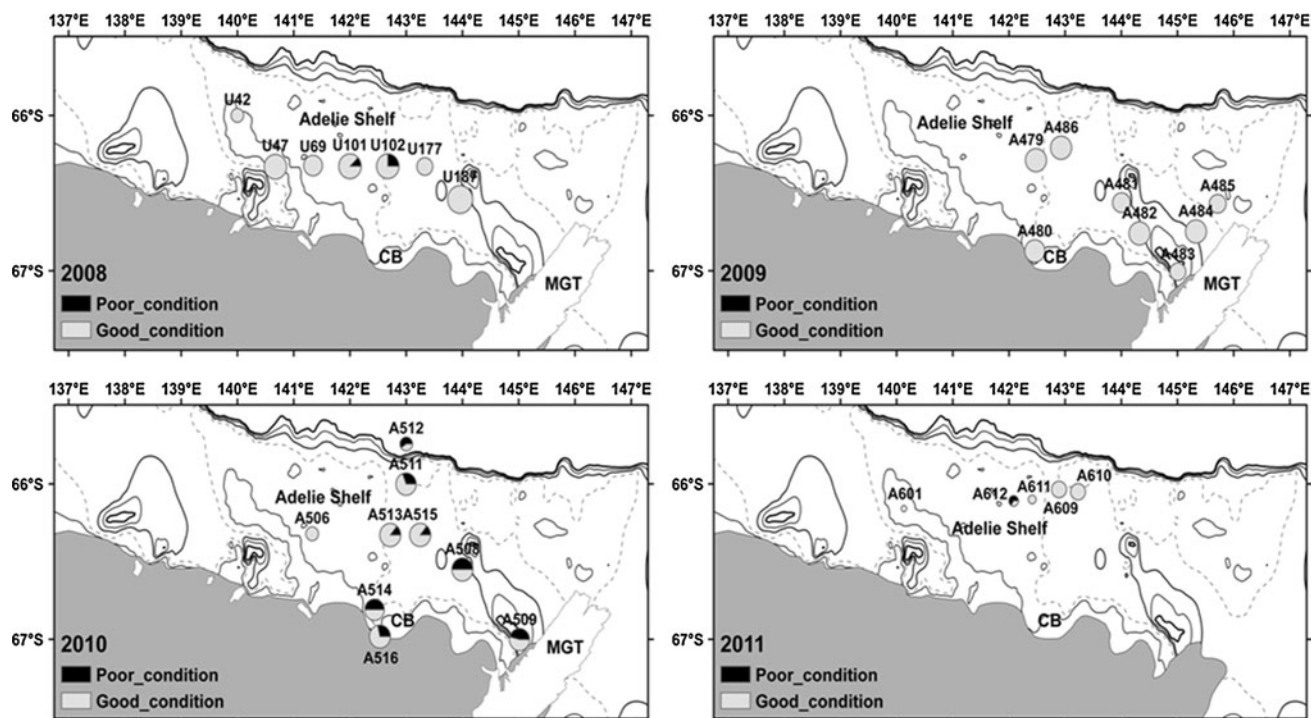 137°E 138°E 139°E 140°E 141°E 142°E 143°E 144°E 145°E 146°E 147°E
66°S
67°S
U42
Adelie Shelf
U47 U69 U101 U102 U177
CB
MGT
2008
Poor_condition
Good_condition
137°E 138°E 139°E 140°E 141°E 142°E 143°E 144°E 145°E 146°E 147°E
66°S
67°S
Adelie Shelf
A479 A486
A481 A485
A482 A484
A480 A483
CB
MGT
2009
Poor_condition
Good_condition
137°E 138°E 139°E 140°E 141°E 142°E 143°E 144°E 145°E 146°E 147°E
66°S
67°S
A512
A511
Adelie Shelf
A506 A513 A515
A508
A514
CB A509
A516
MGT
2010
Poor_condition
Good_condition
137°E 138°E 139°E 140°E 141°E 142°E 143°E 144°E 145°E 146°E 147°E
66°S
67°S
A601 A612 A611 A610
A609
Adelie Shelf
CB
2011
Poor_condition
Good_condition